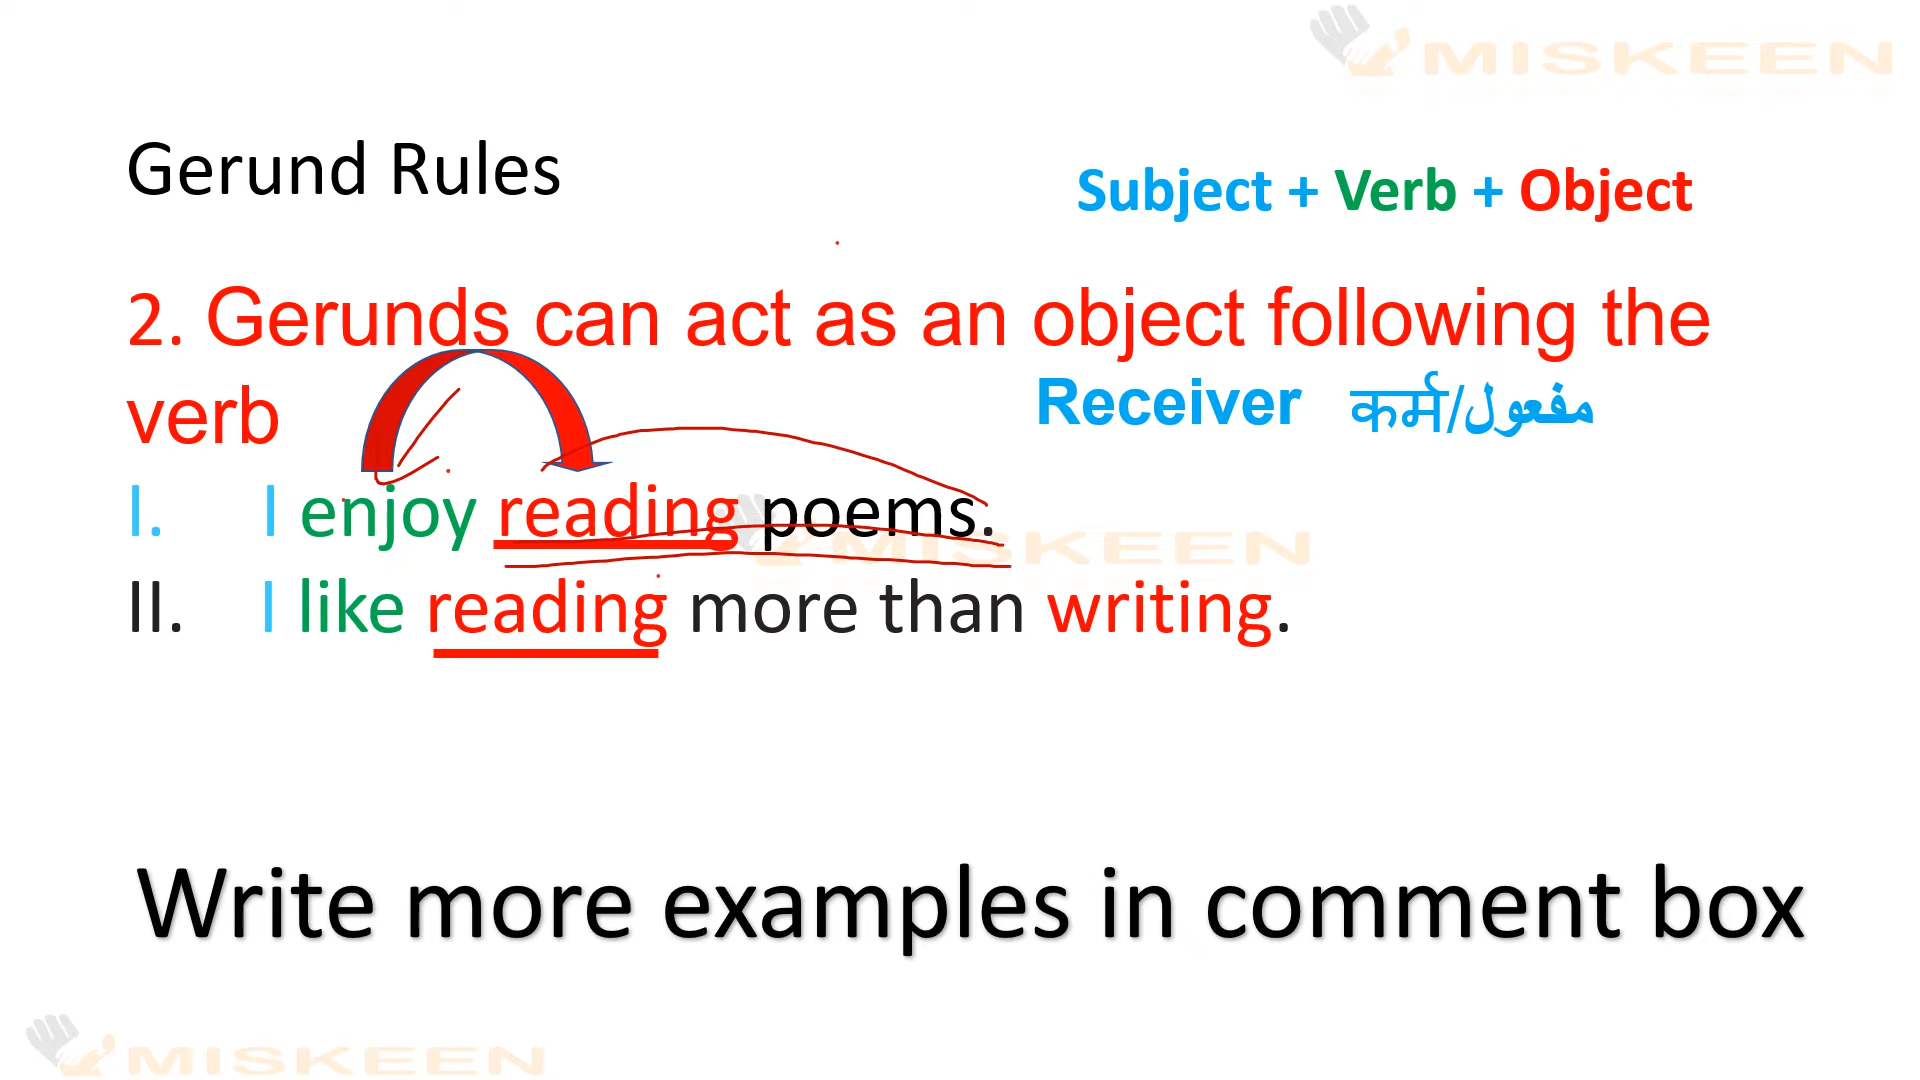 MISKEEN
Gerund Rules
Subject + Verb + Object
2. Gerunds can act as an object following the
verb
Receiver कर्म/مفعول
I. I enjoy reading poems.
MISKEEN
II. I like reading more than writing.
Write more examples in comment box
MISKEEN